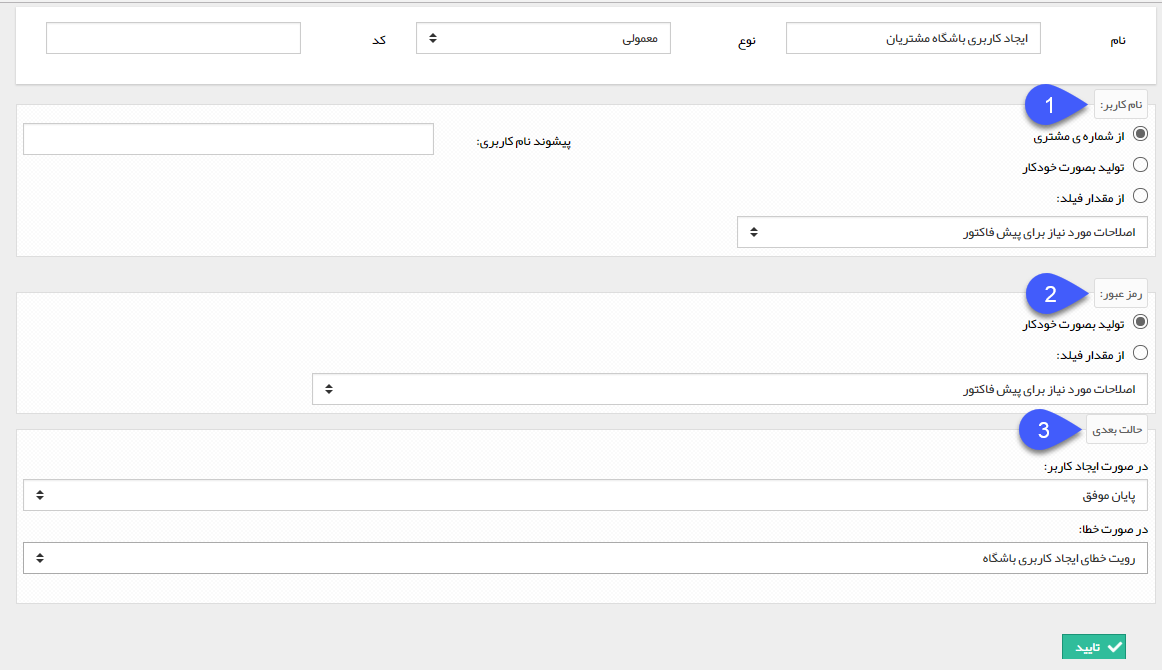 نام ایجاد کاربری باشگاه مشتریان نوع معمولی کد
نام کاربر: 1
از شماره ی مشتری پیشوند نام کاربری:
تولید بصورت خودکار
از مقدار فیلد:
اصلاحات مورد نیاز برای پیش فاکتور
رمز عبور: 2
تولید بصورت خودکار
از مقدار فیلد:
اصلاحات مورد نیاز برای پیش فاکتور
حالت بعدی 3
در صورت ایجاد کاربر:
پایان موفق
در صورت خطا:
رویت خطای ایجاد کاربری باشگاه
تایید